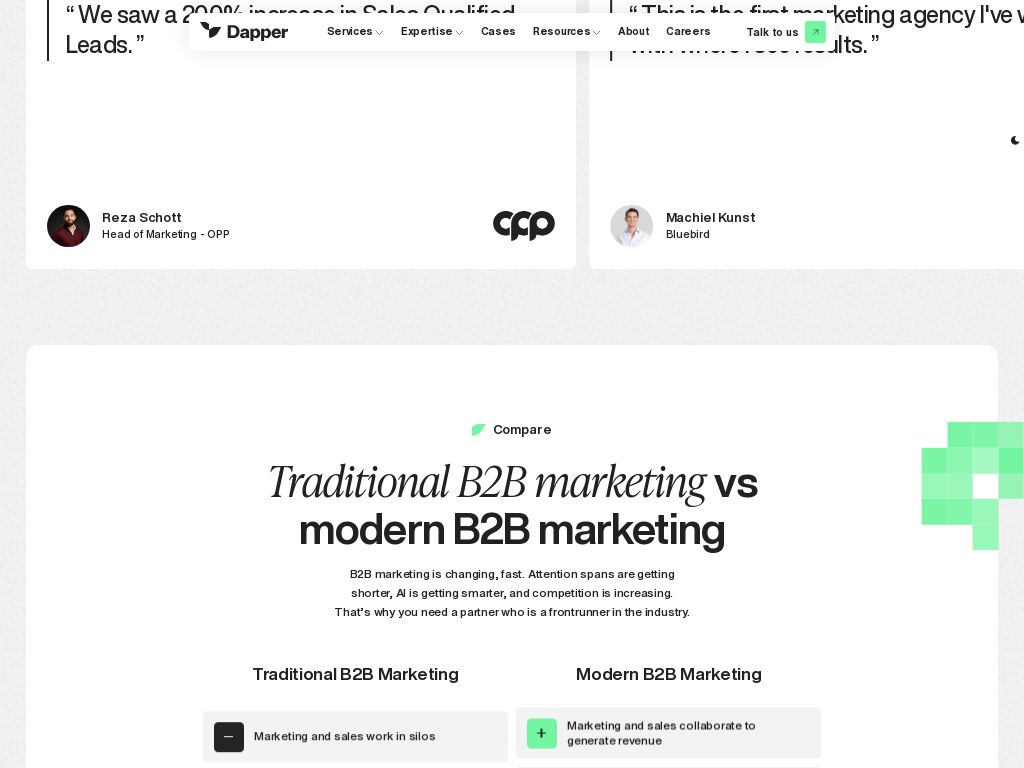 “ We saw a 200% increase in Sales Qualified
Leads. ”
“ This is the first marketing agency I've
with where I see results. ”
Dapper
Services
Expertise
Cases
Resources
About
Careers
Talk to us
Reza Schott
Head of Marketing - OPP
opp
Machiel Kunst
Bluebird
Compare
Traditional B2B marketing vs
modern B2B marketing
B2B marketing is changing, fast. Attention spans are getting
shorter, AI is getting smarter, and competition is increasing.
That’s why you need a partner who is a frontrunner in the industry.
Traditional B2B Marketing
Modern B2B Marketing
Marketing and sales work in silos
Marketing and sales collaborate to
generate revenue